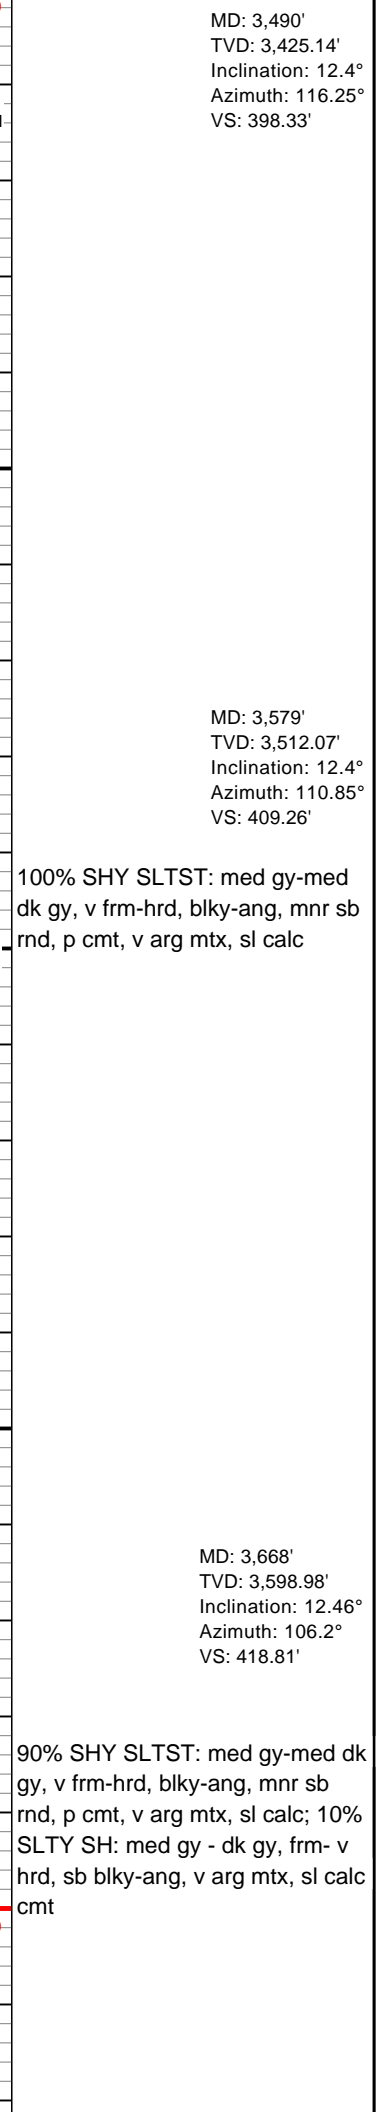 MD: 3,490'
TVD: 3,425.14'
Inclination: 12.4°
Azimuth: 116.25°
VS: 398.33'
MD: 3,579'
TVD: 3,512.07'
Inclination: 12.4°
Azimuth: 110.85°
VS: 409.26'
100% SHY SLTST: med gy-med
dk gy, v frm-hrd, blky-ang, mnr sb
rnd, p cmt, v arg mtx, sl calc
MD: 3,668'
TVD: 3,598.98'
Inclination: 12.46°
Azimuth: 106.2°
VS: 418.81'
90% SHY SLTST: med gy-med dk
gy, v frm-hrd, blky-ang, mnr sb
rnd, p cmt, v arg mtx, sl calc; 10%
SLTY SH: med gy - dk gy, frm- v
hrd, sb blky-ang, v arg mtx, sl calc
cmt